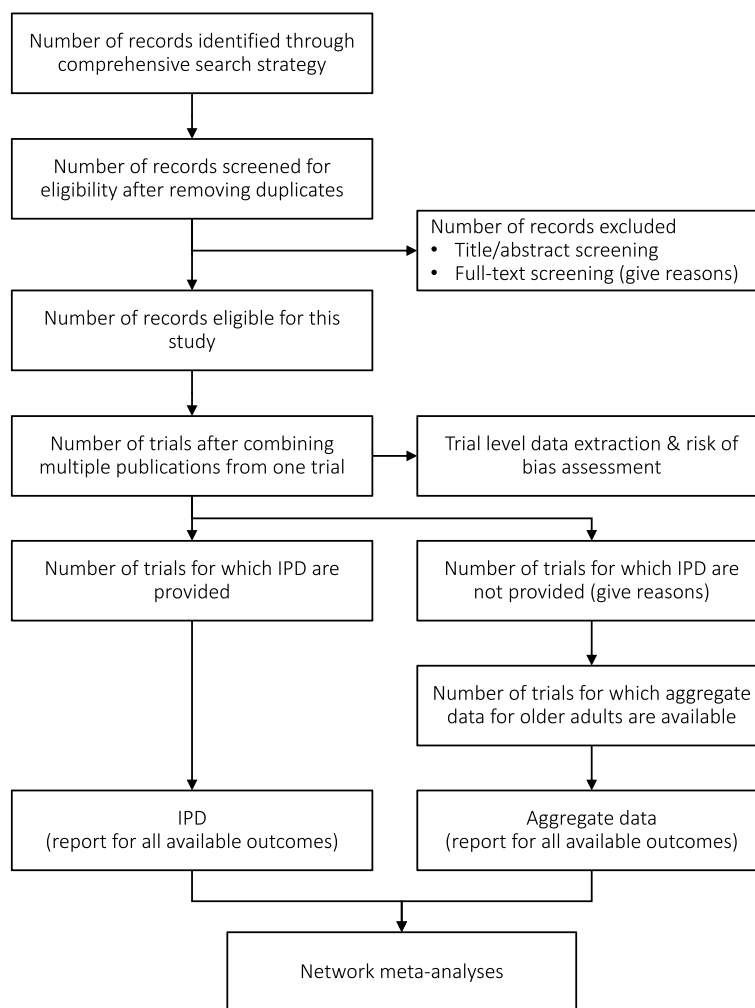 Number of records identified through
comprehensive search strategy
Number of records screened for
eligibility after removing duplicates
Number of records excluded
• Title/abstract screening
• Full-text screening (give reasons)
Number of records eligible for this
study
Number of trials after combining
multiple publications from one trial
Trial level data extraction & risk of
bias assessment
Number of trials for which IPD are
provided
Number of trials for which IPD are
not provided (give reasons)
Number of trials for which aggregate
data for older adults are available
IPD
(report for all available outcomes)
Aggregate data
(report for all available outcomes)
Network meta-analyses